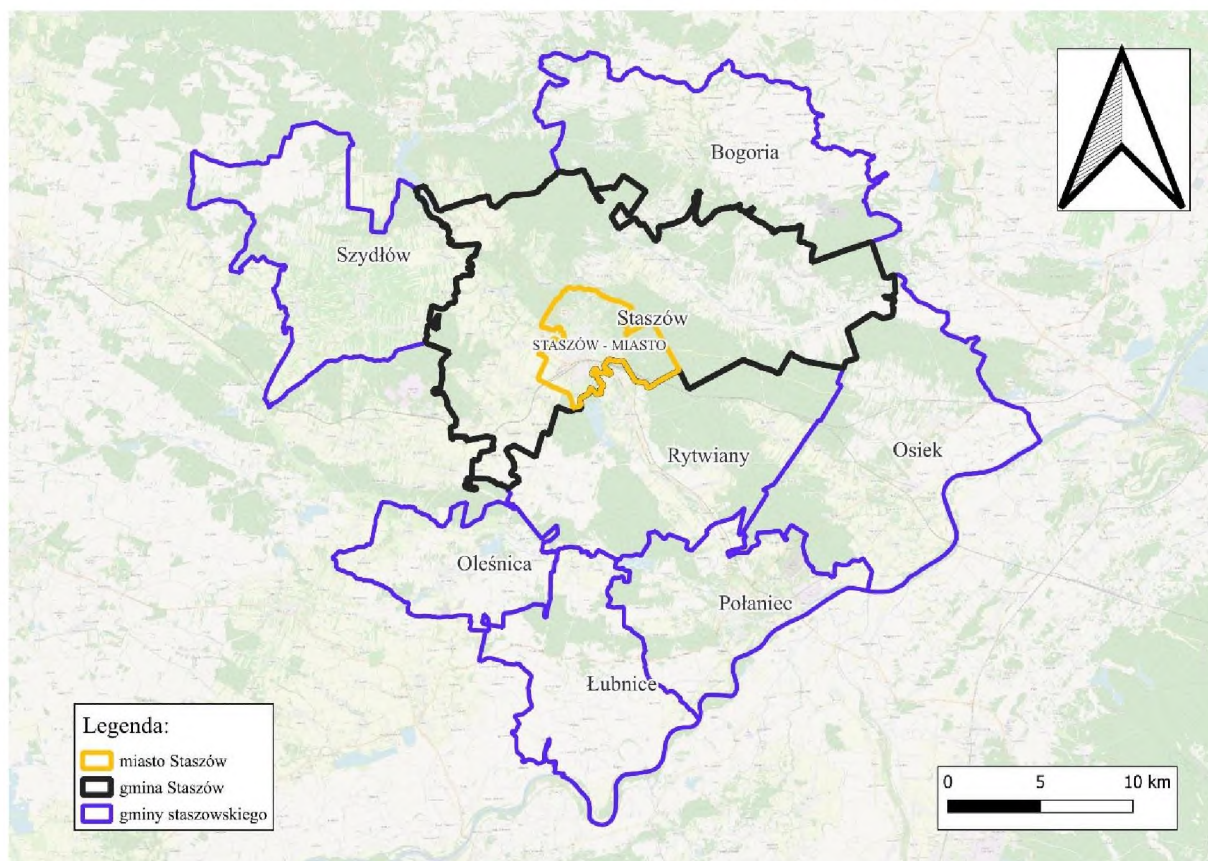 Bogoria
Szydłów
Staszów
STASZÓW - MIASTO
Rytwiany
Osiek
Oleśnica
Połaniec
Łubnice
Legenda:
miasto Staszów
gmina Staszów
gminy staszowskiego
0 5 10 km